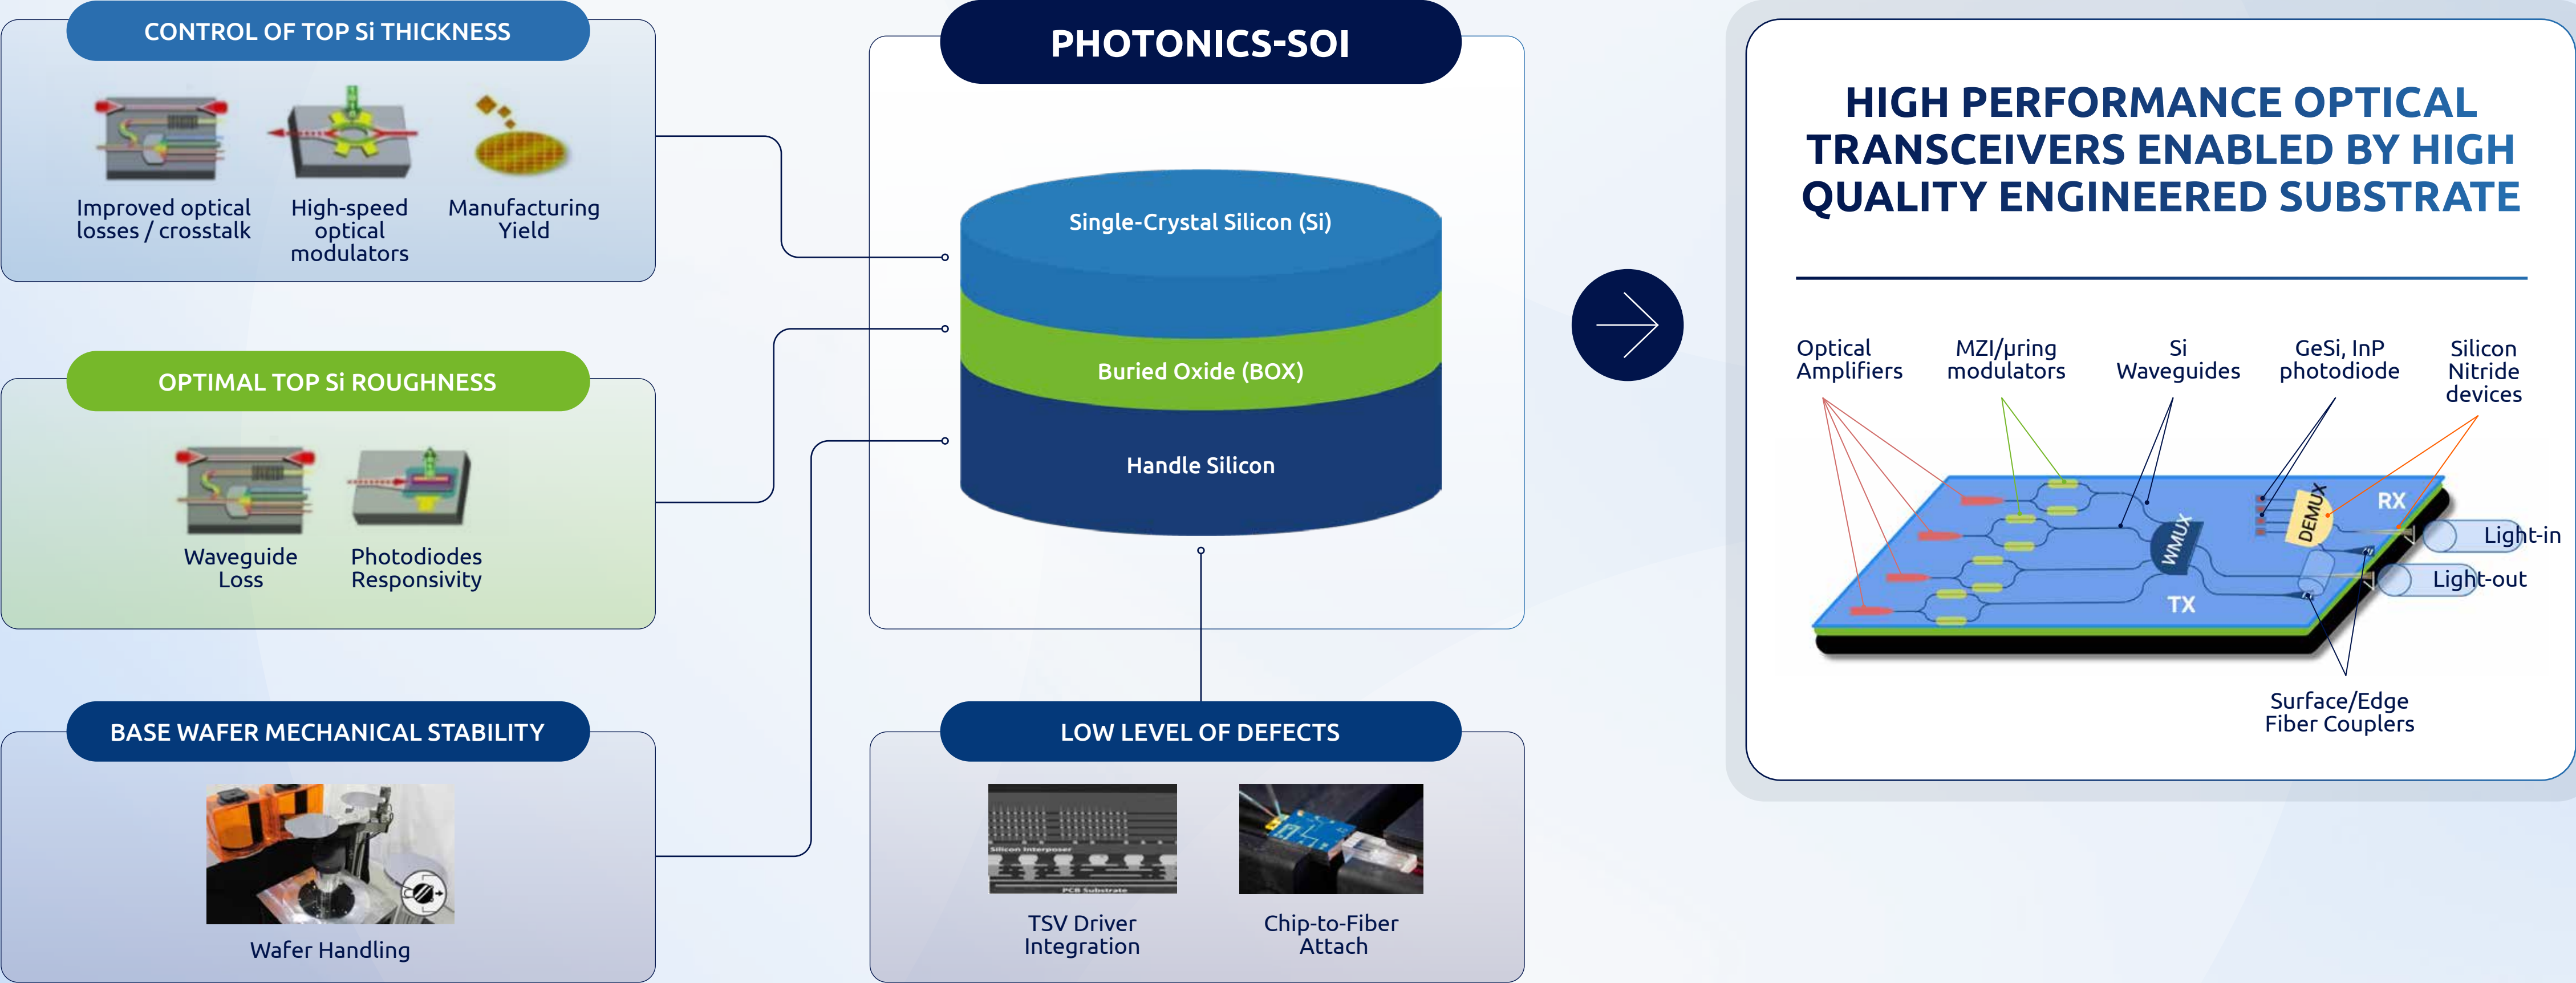 CONTROL OF TOP Si THICKNESS
Improved optical
losses / crosstalk
High-speed
optical
modulators
Manufacturing
Yield
OPTIMAL TOP Si ROUGHNESS
Waveguide
Loss
Photodiodes
Responsivity
BASE WAFER MECHANICAL STABILITY
Wafer Handling
PHOTONICS-SOI
Single-Crystal Silicon (Si)
Buried Oxide (BOX)
Handle Silicon
LOW LEVEL OF DEFECTS
Silicon Interposer
PCB Substrate
TSV Driver
Integration
Chip-to-Fiber
Attach
HIGH PERFORMANCE OPTICAL
TRANSCEIVERS ENABLED BY HIGH
QUALITY ENGINEERED SUBSTRATE
Optical
Amplifiers
MZI/µring
modulators
Si
Waveguides
GeSi, InP
photodiode
Silicon
Nitride
devices
WMUX
DEMUX
RX
TX
Light-in
Light-out
Surface/Edge
Fiber Couplers